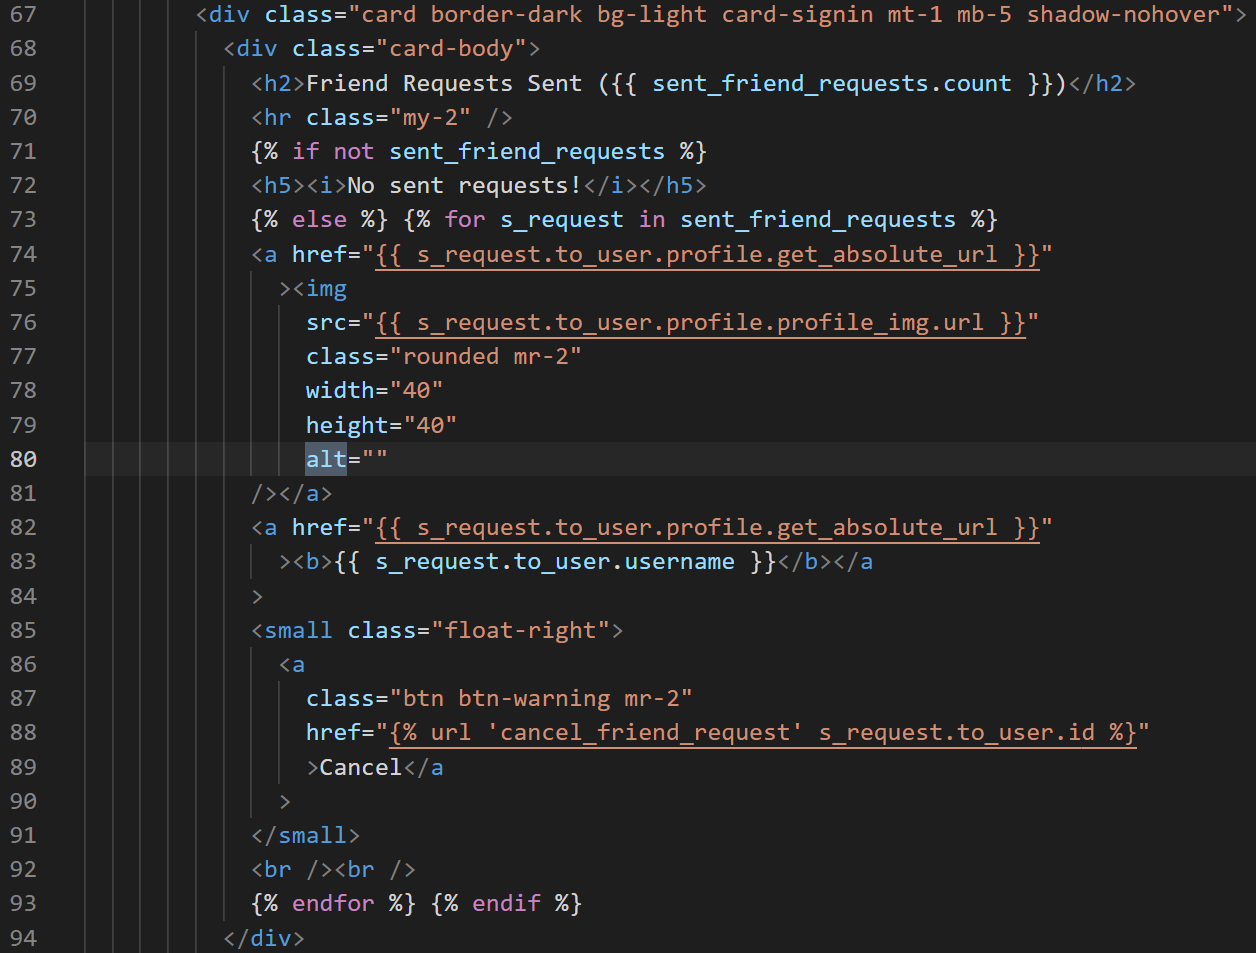 67 <div class="card border-dark bg-light card-signin mt-1 mb-5 shadow-nohover">
68 <div class="card-body">
69 <h2>Friend Requests Sent ({{ sent_friend_requests.count }})</h2>
70 <hr class="my-2" />
71 {% if not sent_friend_requests %}
72 <h5><i>No sent requests!</i></h5>
73 {% else %} {% for s_request in sent_friend_requests %}
74 <a href="{{ s_request.to_user.profile.get_absolute_url }}"
75 ><img
76 src="{{ s_request.to_user.profile.profile_img.url }}"
77 class="rounded mr-2"
78 width="40"
79 height="40"
80 alt=""
81 /></a>
82 <a href="{{ s_request.to_user.profile.get_absolute_url }}"
83 ><b>{{ s_request.to_user.username }}</b></a
84 >
85 <small class="float-right">
86 <a
87 class="btn btn-warning mr-2"
88 href="{% url 'cancel_friend_request' s_request.to_user.id %}"
89 >Cancel</a
90 >
91 </small>
92 <br /><br />
93 {% endfor %} {% endif %}
94 </div>